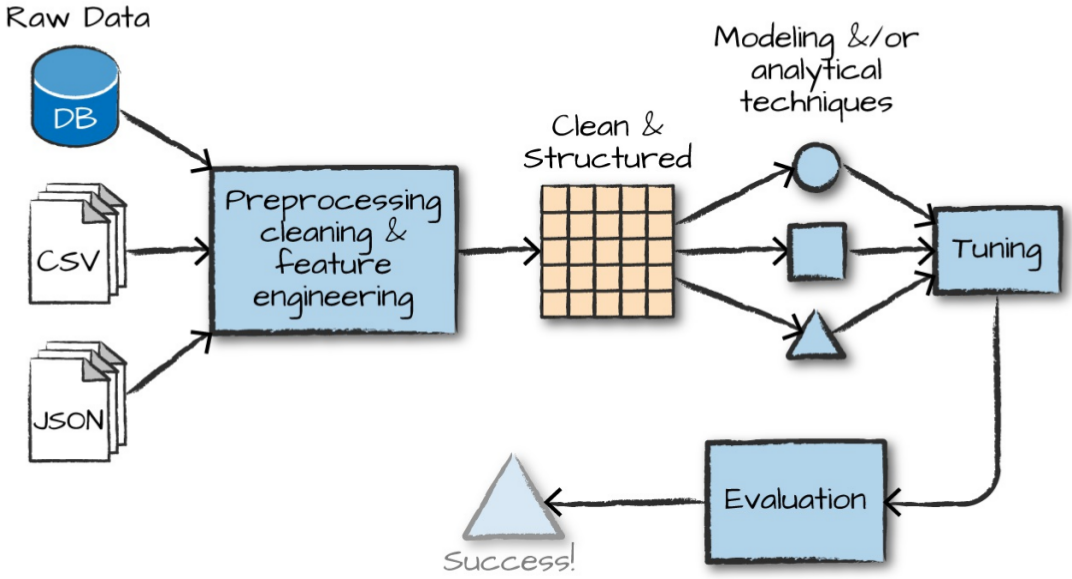 Raw Data
DB
CSV
JSON
Preprocessing
cleaning &
feature
engineering
Clean &
Structured
Modeling &/or
analytical
techniques
Tuning
Evaluation
Success!